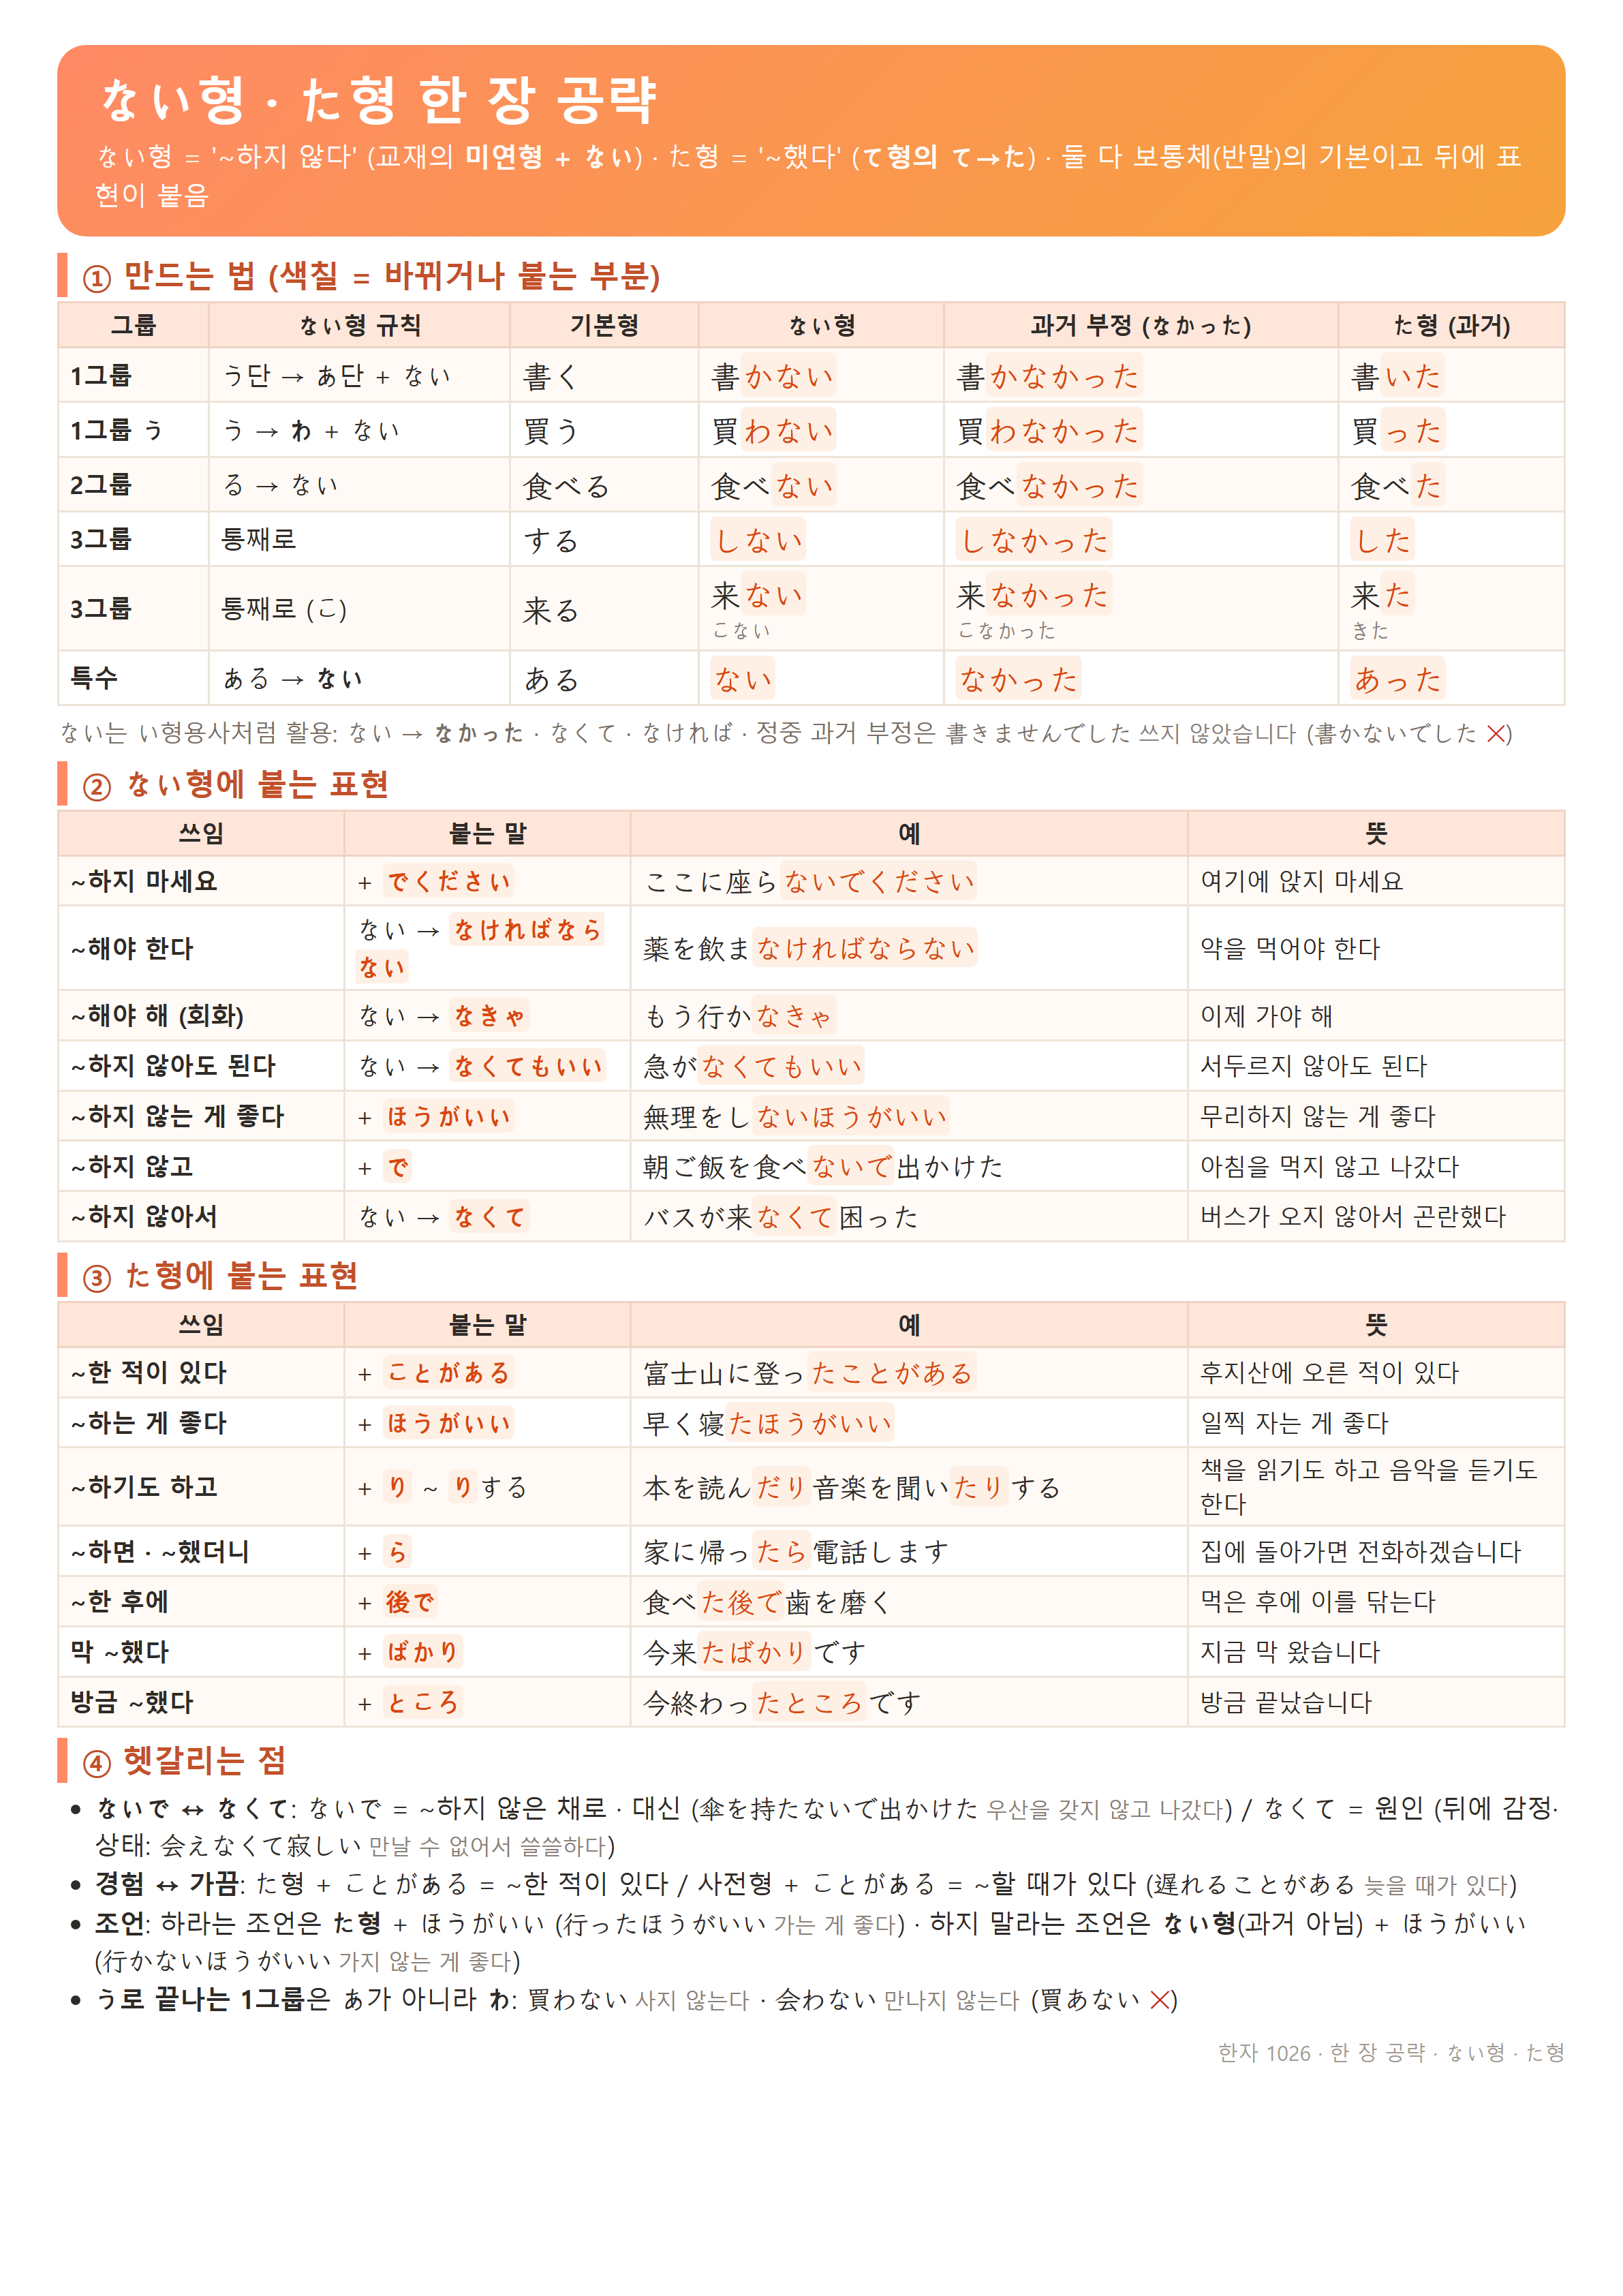 ない형 · た형 한 장 공략
ない형 = '~하지 않다' (교재의 미연형 + ない) · た형 = '~했다' (て형의 て→た) · 둘 다 보통체(반말)의 기본이고 뒤에 표
현이 붙음
① 만드는 법 (색칠 = 바뀌거나 붙는 부분)
그룹 ない형 규칙 기본형 ない형 과거 부정 (なかった) た형 (과거)
1그룹 う단 → あ단 + ない 書く 書かない 書かなかった 書いた
1그룹 う う → わ + ない 買う 買わない 買わなかった 買った
2그룹 る → ない 食べる 食べない 食べなかった 食べた
3그룹 통째로 する しない しなかった した
3그룹 통째로 (こ) 来る 来ない 来なかった 来た
こない こなかった きた
특수 ある → ない ある ない なかった あった
ない는 い형용사처럼 활용: ない → なかった · なくて · なければ · 정중 과거 부정은 書きませんでした 쓰지 않았습니다 (書かないでした ✕)
② ない형에 붙는 표현
쓰임 붙는 말 예 뜻
~하지 마세요 + でください ここに座らないでください 여기에 앉지 마세요
~해야 한다 ない → なければなら
ない 薬を飲まなければならない 약을 먹어야 한다
~해야 해 (회화) ない → なきゃ もう行かなきゃ 이제 가야 해
~하지 않아도 된다 ない → なくてもいい 急がなくてもいい 서두르지 않아도 된다
~하지 않는 게 좋다 + ほうがいい 無理をしないほうがいい 무리하지 않는 게 좋다
~하지 않고 + で 朝ご飯を食べないで出かけた 아침을 먹지 않고 나갔다
~하지 않아서 ない → なくて バスが来なくて困った 버스가 오지 않아서 곤란했다
③ た형에 붙는 표현
쓰임 붙는 말 예 뜻
~한 적이 있다 + ことがある 富士山に登ったことがある 후지산에 오른 적이 있다
~하는 게 좋다 + ほうがいい 早く寝たほうがいい 일찍 자는 게 좋다
~하기도 하고 + り ~ りする 本を読んだり音楽を聞いたりする 책을 읽기도 하고 음악을 듣기도
한다
~하면 · ~했더니 + ら 家に帰ったら電話します 집에 돌아가면 전화하겠습니다
~한 후에 + 後で 食べた後で歯を磨く 먹은 후에 이를 닦는다
막 ~했다 + ばかり 今来たばかりです 지금 막 왔습니다
방금 ~했다 + ところ 今終わったところです 방금 끝났습니다
④ 헷갈리는 점
• ないで ↔ なくて: ないで = ~하지 않은 채로 · 대신 (傘を持たないで出かけた 우산을 갖지 않고 나갔다) / なくて = 원인 (뒤에 감정·
상태: 会えなくて寂しい 만날 수 없어서 쓸쓸하다)
• 경험 ↔ 가끔: た형 + ことがある = ~한 적이 있다 / 사전형 + ことがある = ~할 때가 있다 (遅れることがある 늦을 때가 있다)
• 조언: 하라는 조언은 た형 + ほうがいい (行ったほうがいい 가는 게 좋다) · 하지 말라는 조언은 ない형(과거 아님) + ほうがいい
(行かないほうがいい 가지 않는 게 좋다)
• う로 끝나는 1그룹은 あ가 아니라 わ: 買わない 사지 않는다 · 会わない 만나지 않는다 (買あない ✕)
한자 1026 · 한 장 공략 · ない형 · た형